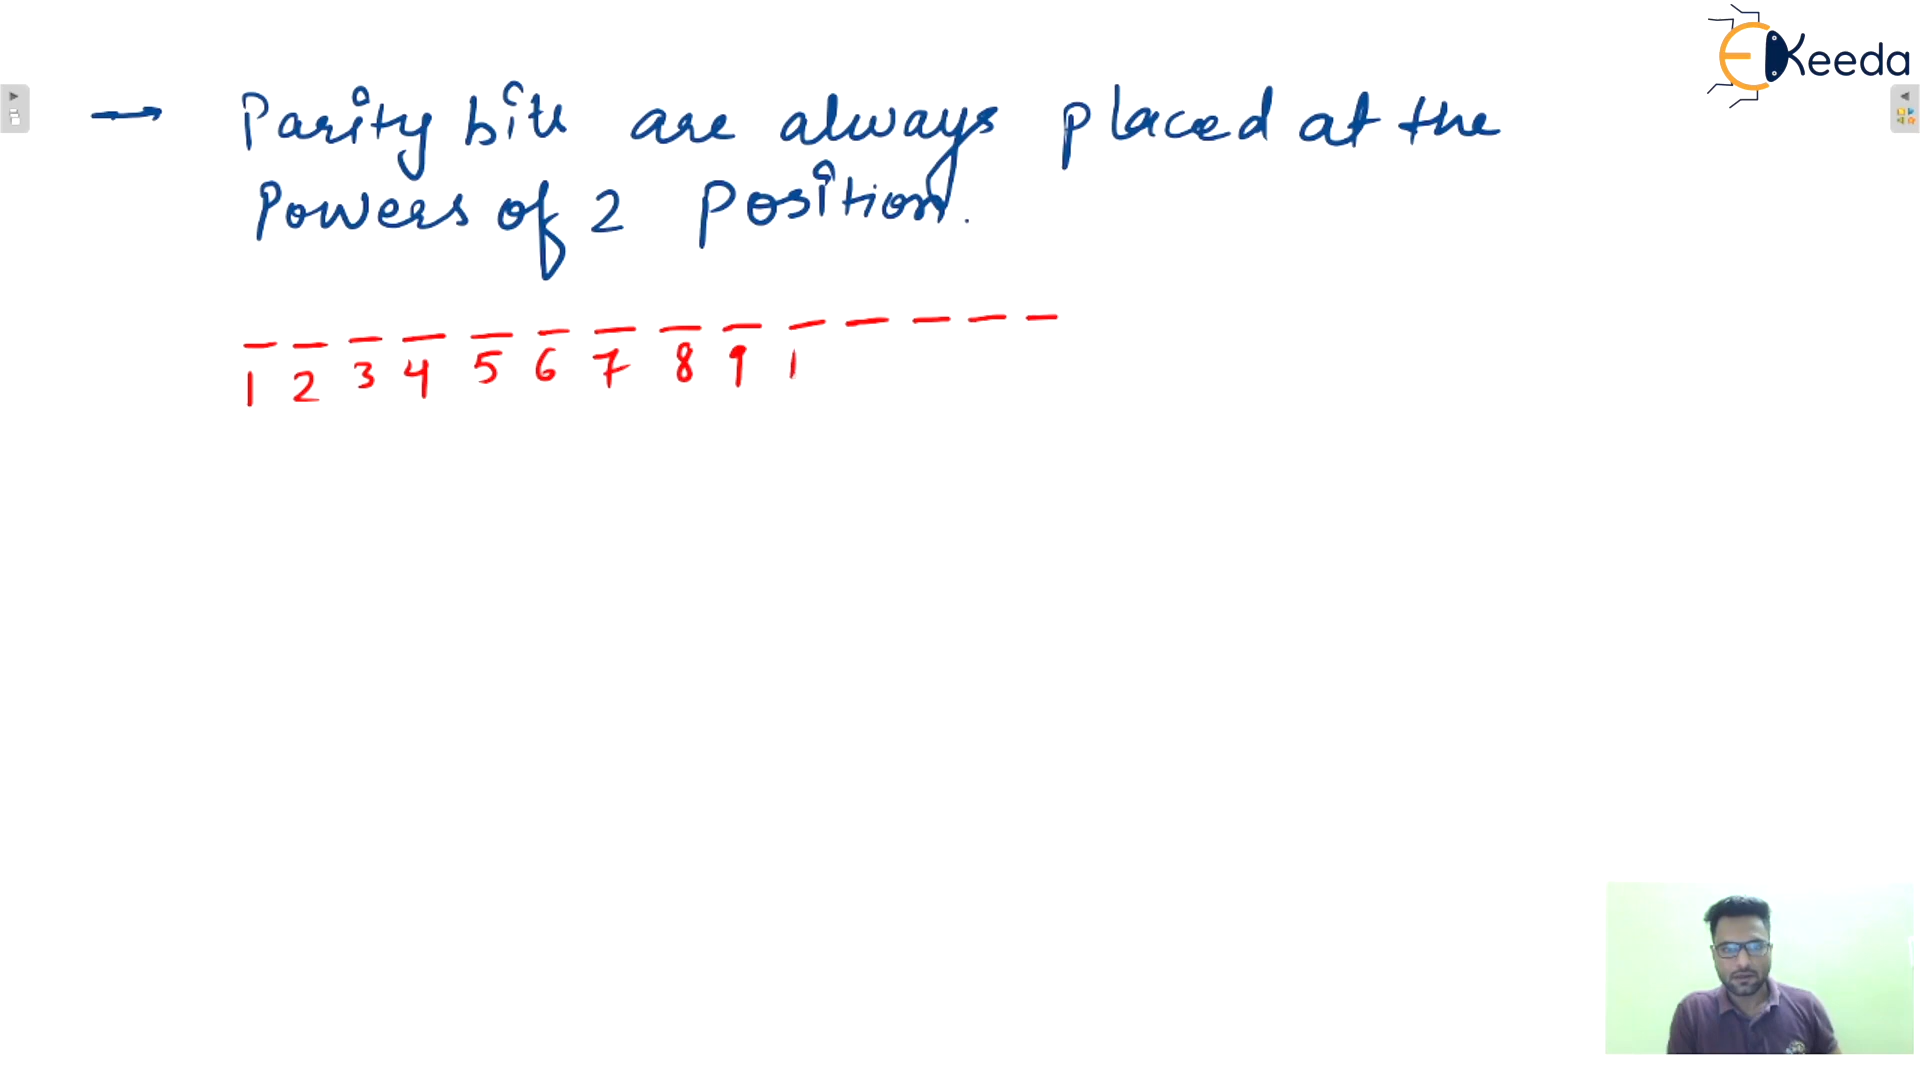 EKeeda
→ Parity bits are always placed at the
Powers of 2 Position.
1 2 3 4 5 6 7 8 9 1